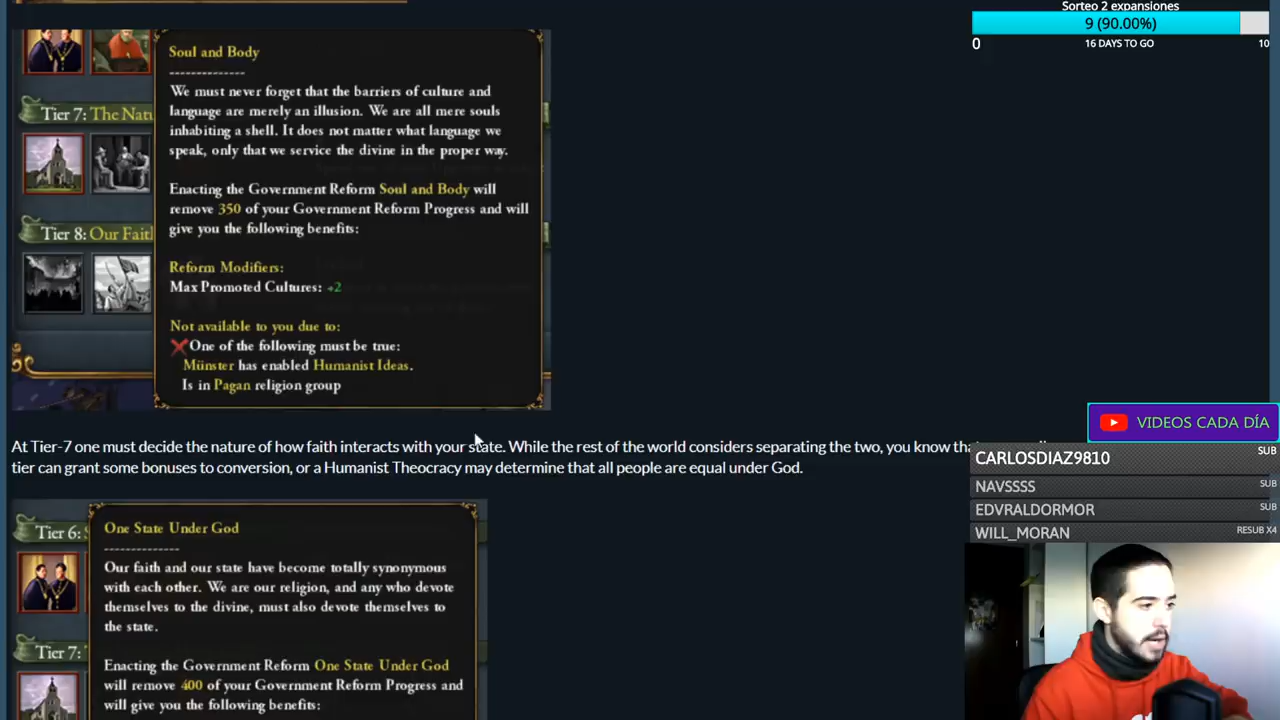 Sorteo 2 expansiones
9 (90.00%)
0
16 DAYS TO GO
10
Soul and Body
--------------
We must never forget that the barriers of culture and
language are merely an illusion. We are all mere souls
inhabiting a shell. It does not matter what language we
speak, only that we service the divine in the proper way.
Enacting the Government Reform Soul and Body will
remove 350 of your Government Reform Progress and will
give you the following benefits:
Reform Modifiers:
Max Promoted Cultures: +2
Not available to you due to:
One of the following must be true:
Münster has enabled Humanist Ideas.
Is in Pagan religion group
Tier 7: The Natu
Tier 8: Our Fait
At Tier-7 one must decide the nature of how faith interacts with your state. While the rest of the world considers separating the two, you know
tier can grant some bonuses to conversion, or a Humanist Theocracy may determine that all people are equal under God.
VIDEOS CADA DÍA
CARLOSDIAZ9810 SUB
NAVSSSS SUB
EDVRALDORMOR SUB
WILL_MORAN RESUB X4
Tier 6:
Tier 7:
One State Under God
--------------
Our faith and our state have become totally synonymous
with each other. We are our religion, and any who devote
themselves to the divine, must also devote themselves to
the state.
Enacting the Government Reform One State Under God
will remove 400 of your Government Reform Progress and
will give you the following benefits: